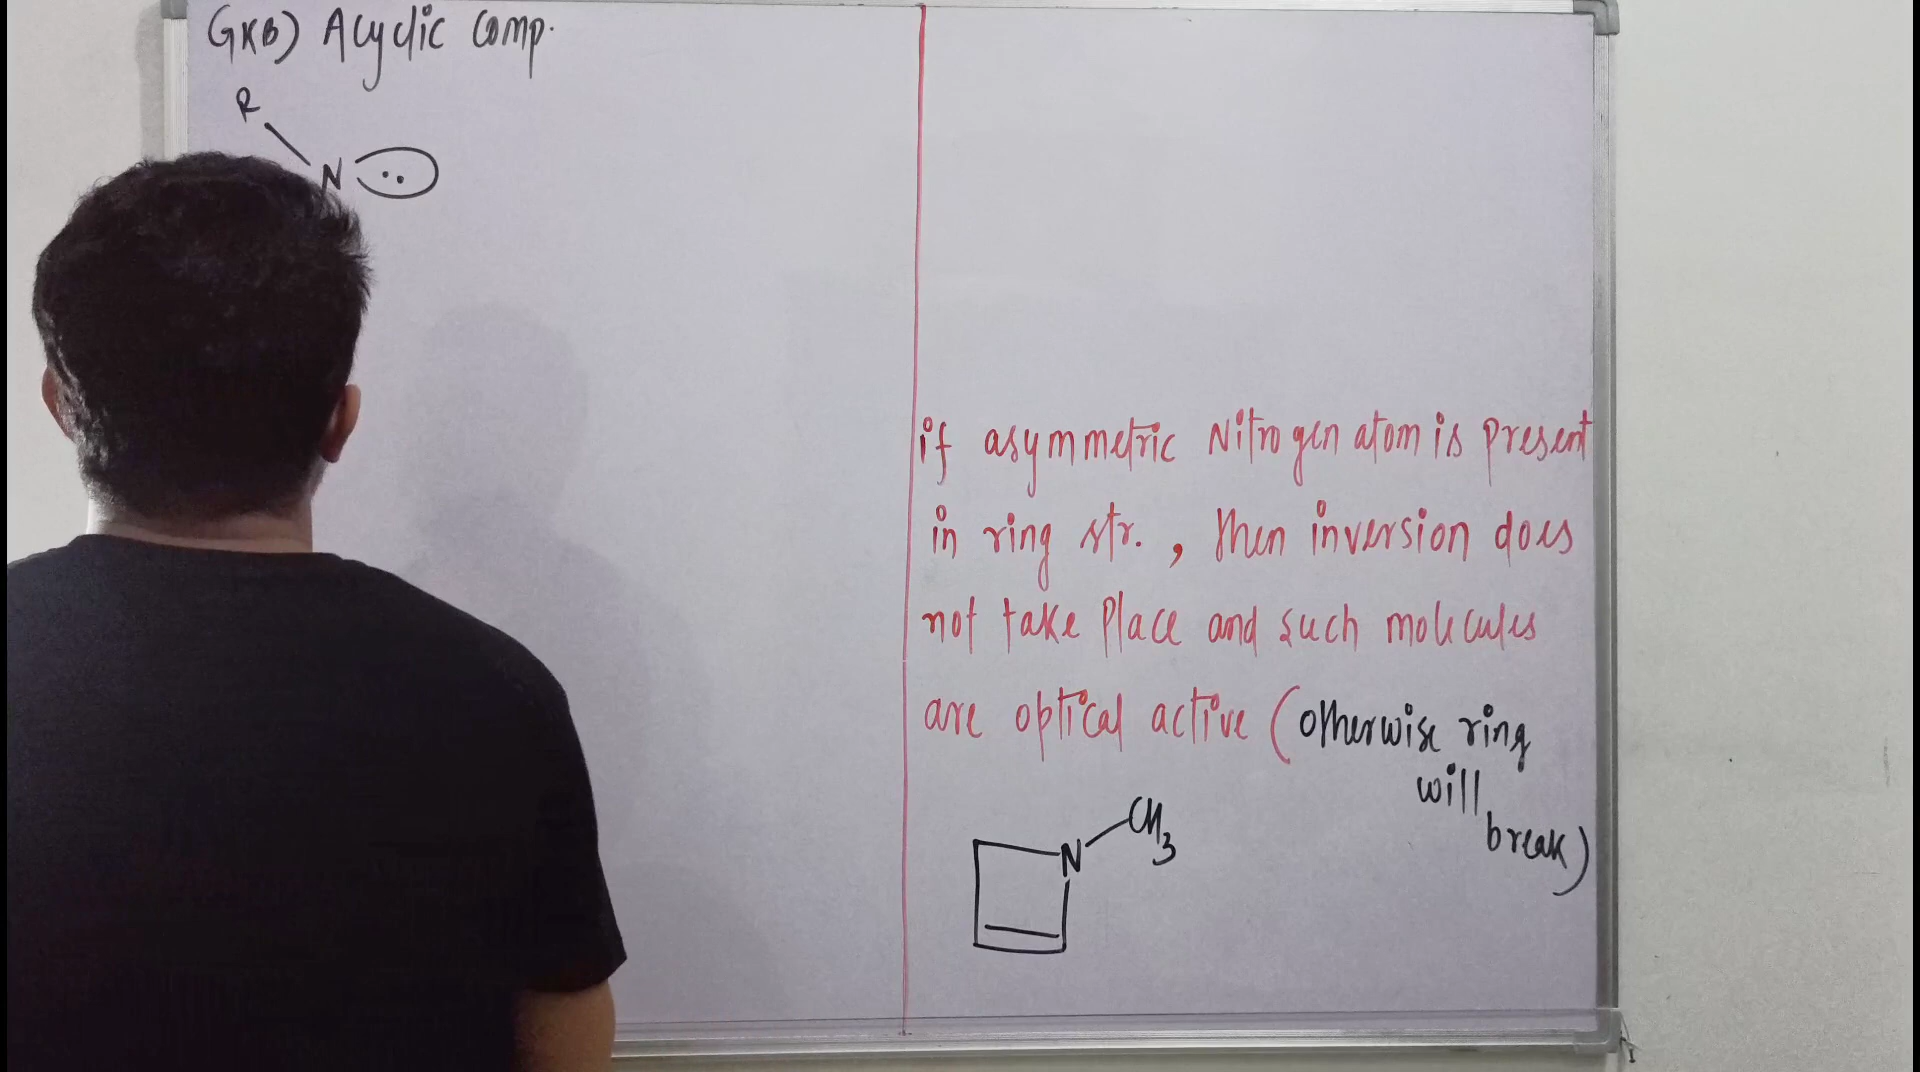 GKB) Acyclic Comp.
R
N ..
if asymmetric Nitrogen atom is present
in ring str. , then inversion does
not take place and such molecules
are optical active (otherwise ring
will
break)
CH3
N